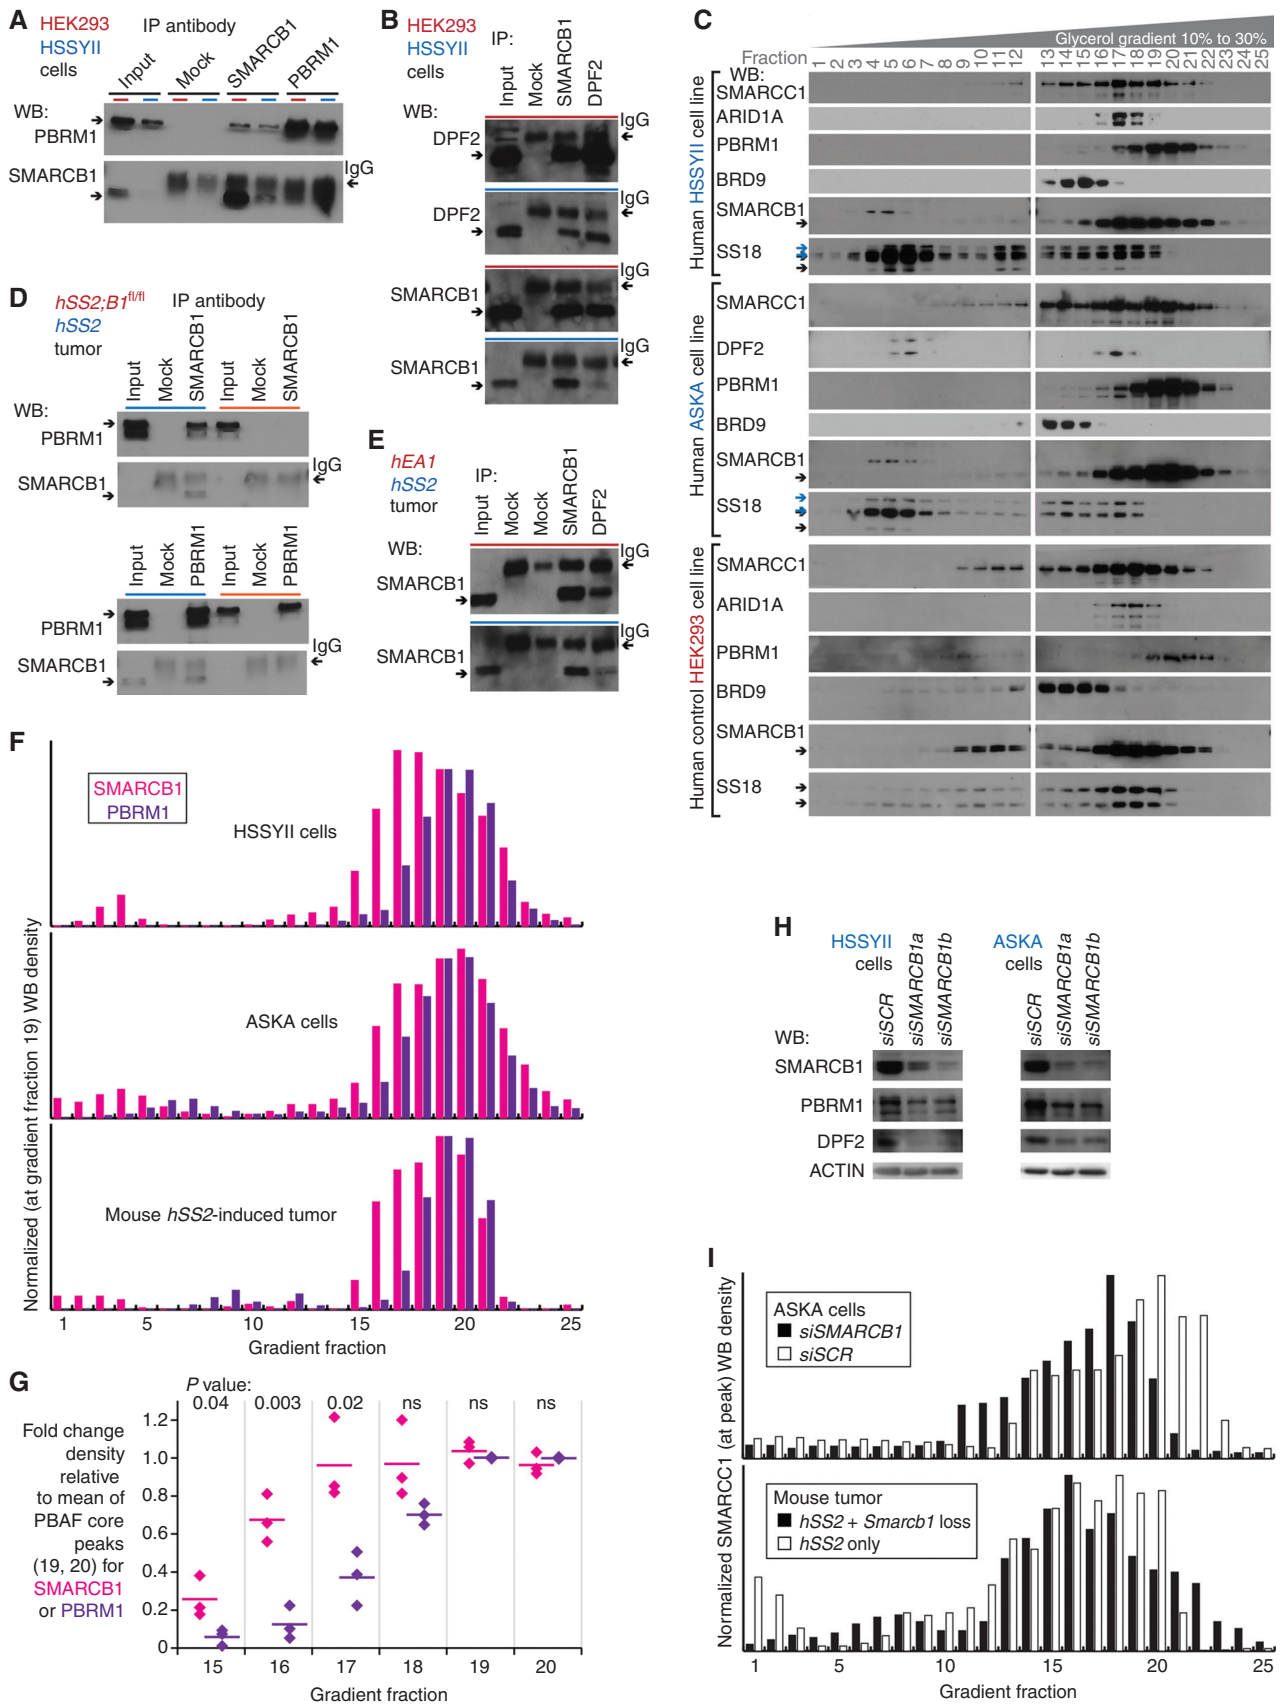 A
HEK293
HSSYII
cells
IP antibody
Input
Mock
SMARCB1
PBRM1
WB:
PBRM1
SMARCB1
IgG
B
HEK293
HSSYII
cells
IP:
Input
Mock
SMARCB1
DPF2
WB:
IgG
DPF2
IgG
DPF2
IgG
SMARCB1
IgG
SMARCB1
C
Glycerol gradient 10% to 30%
Fraction
1 2 3 4 5 6 7 8 9 10 11 12 13 14 15 16 17 18 19 20 21 22 23 24 25
Human HSSYII cell line
WB:
SMARCC1
ARID1A
PBRM1
BRD9
SMARCB1
SS18
Human ASKA cell line
SMARCC1
DPF2
PBRM1
BRD9
SMARCB1
SS18
Human control HEK293 cell line
SMARCC1
ARID1A
PBRM1
BRD9
SMARCB1
SS18
D
hSS2;B1fl/fl
hSS2
tumor
IP antibody
Input
Mock
SMARCB1
Input
Mock
SMARCB1
WB:
PBRM1
SMARCB1
IgG
Input
Mock
PBRM1
Input
Mock
PBRM1
PBRM1
SMARCB1
IgG
E
hEA1
hSS2
tumor
IP:
Input
Mock
Mock
SMARCB1
DPF2
WB:
IgG
SMARCB1
IgG
SMARCB1
F
SMARCB1
PBRM1
HSSYII cells
ASKA cells
Mouse hSS2-induced tumor
Normalized (at gradient fraction 19) WB density
1 5 10 15 20 25
Gradient fraction
G
P value:
0.04 0.003 0.02 ns ns ns
Fold change
density
relative
to mean of
PBAF core
peaks
(19, 20) for
SMARCB1
or PBRM1
1.2
1.0
0.8
0.6
0.4
0.2
0
15 16 17 18 19 20
Gradient fraction
H
HSSYII
cells
siSCR
siSMARCB1a
siSMARCB1b
ASKA
cells
siSCR
siSMARCB1a
siSMARCB1b
WB:
SMARCB1
PBRM1
DPF2
ACTIN
I
Normalized SMARCC1 (at peak) WB density
ASKA cells
siSMARCB1
siSCR
Mouse tumor
hSS2 + Smarcb1 loss
hSS2 only
1 5 10 15 20 25
Gradient fraction